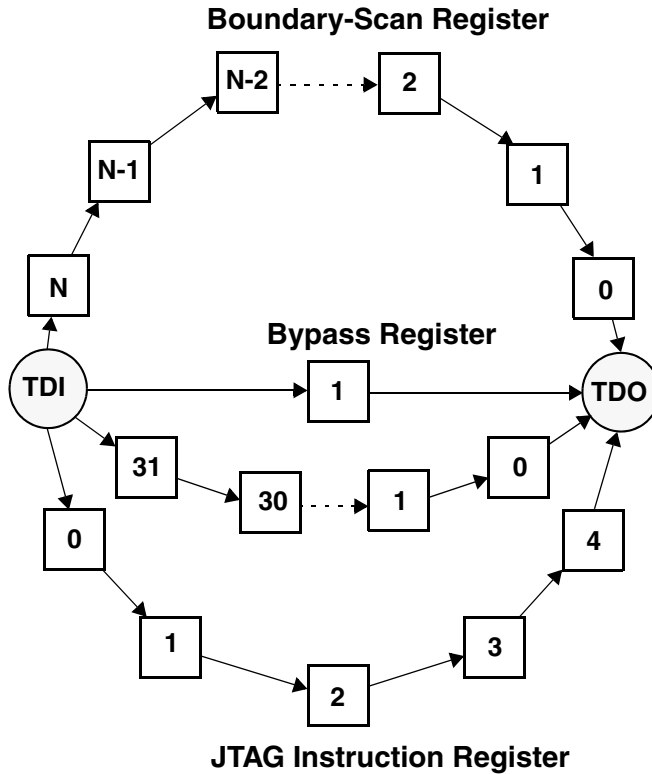 Boundary-Scan Register
N-2
2
N-1
1
N
0
Bypass Register
TDI
1
TDO
31
30
1
0
0
4
1
3
2
JTAG Instruction Register